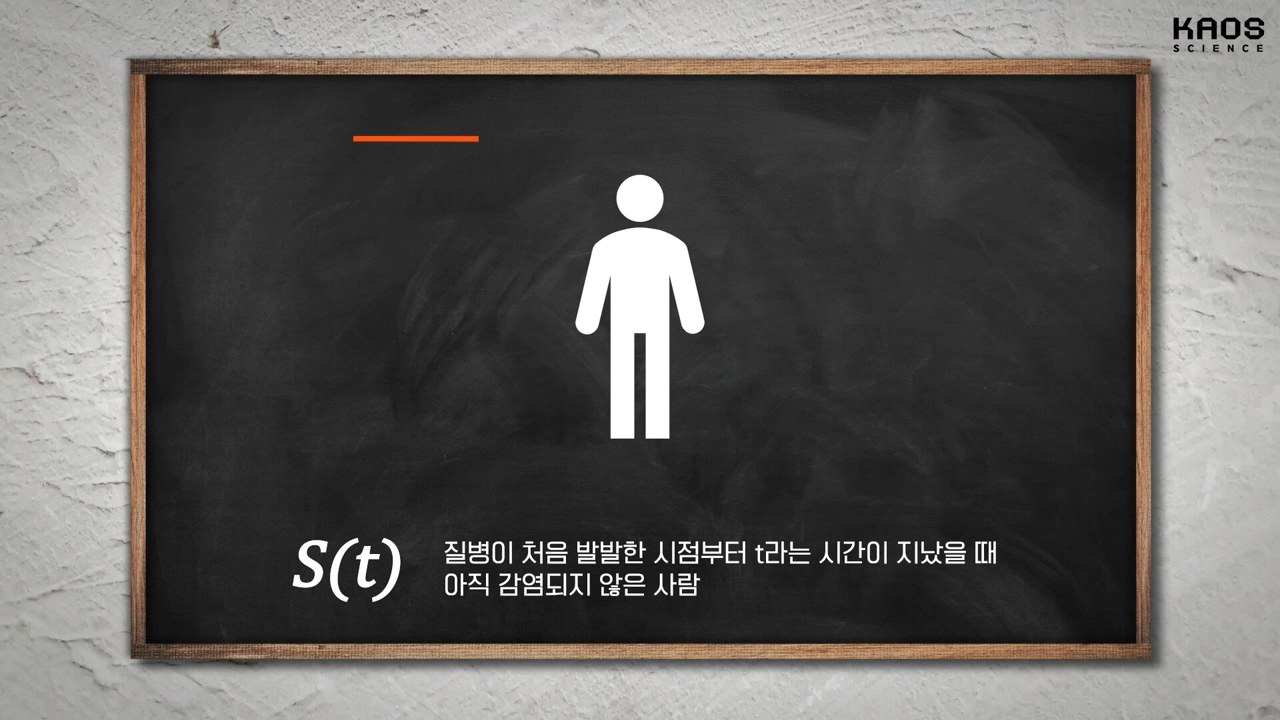 KAOS
SCIENCE
S(t)
질병이 처음 발발한 시점부터 t라는 시간이 지났을 때
아직 감염되지 않은 사람